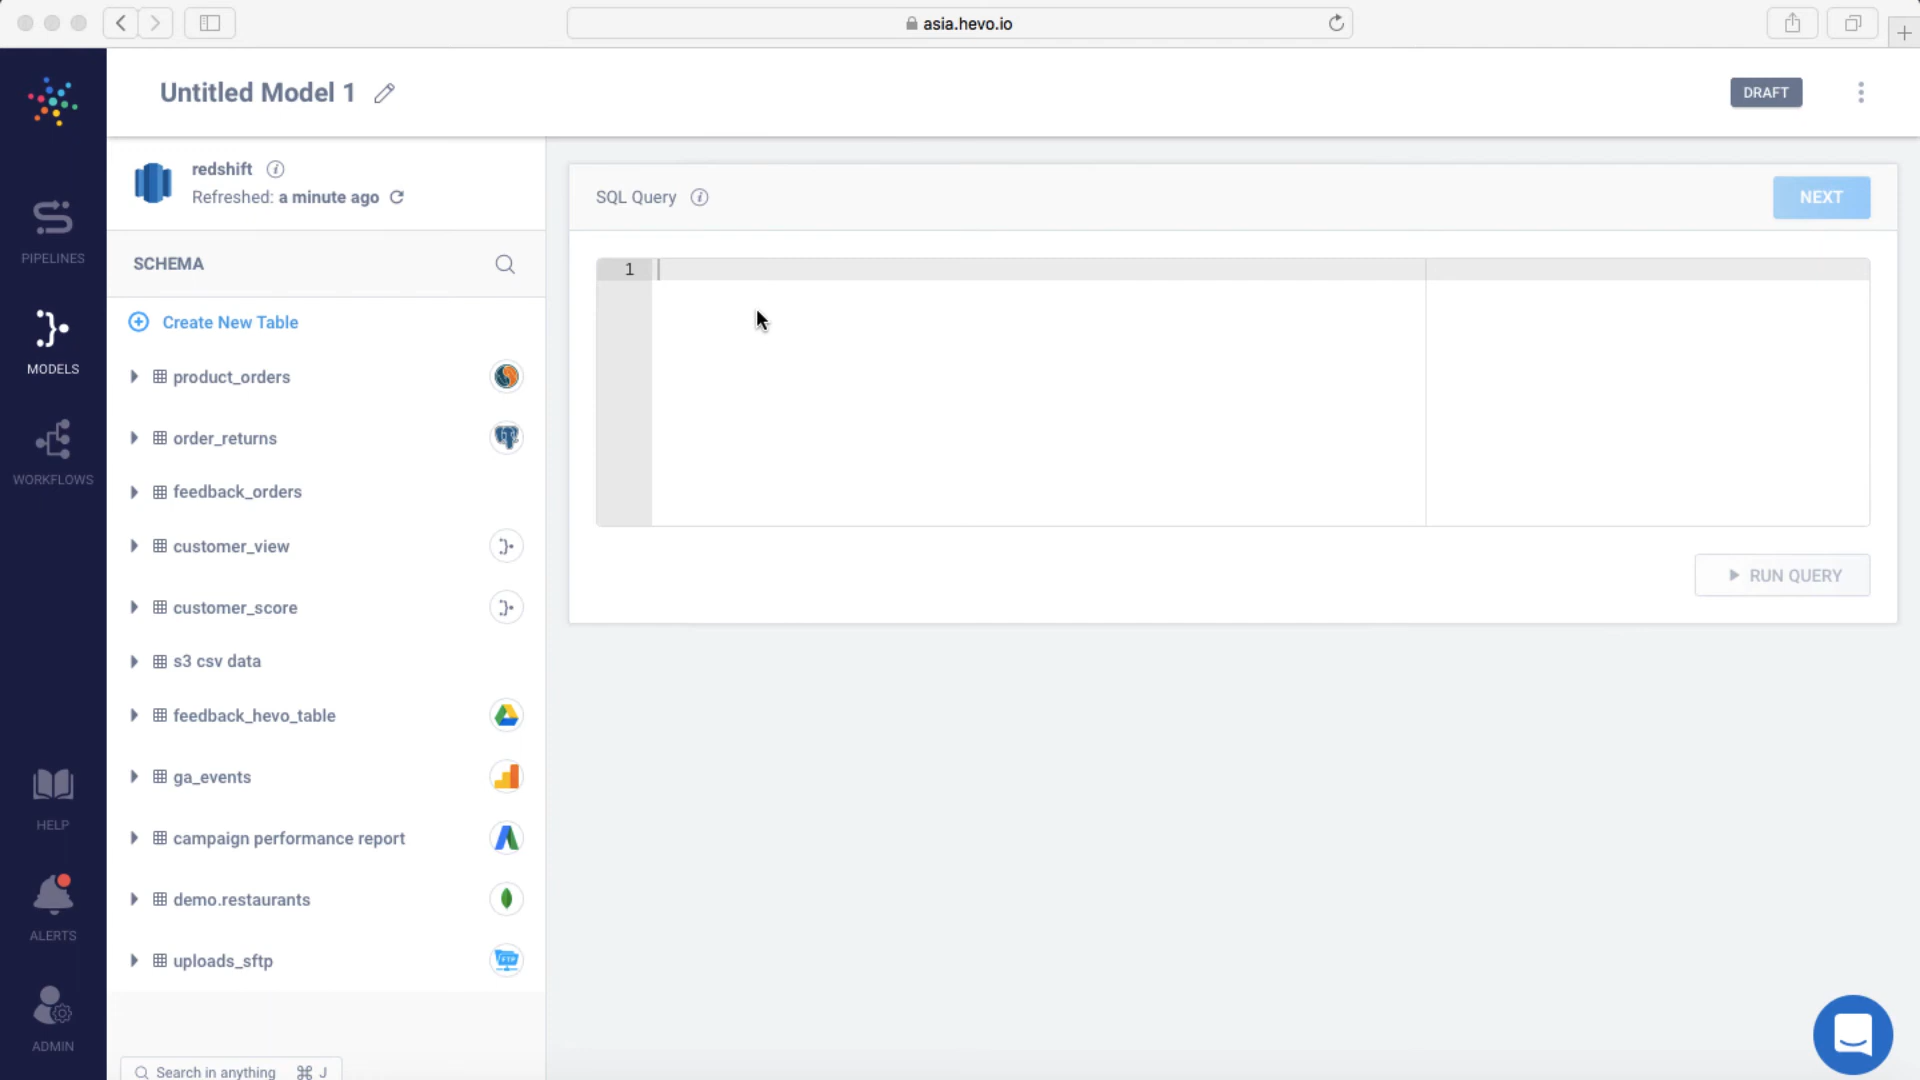 asia.hevo.io
Untitled Model 1
DRAFT
PIPELINES
MODELS
WORKFLOWS
HELP
ALERTS
ADMIN
redshift
Refreshed: a minute ago
SCHEMA
Create New Table
product_orders
order_returns
feedback_orders
customer_view
customer_score
s3 csv data
feedback_hevo_table
ga_events
campaign performance report
demo.restaurants
uploads_sftp
FTP
Search in anything ⌘ J
SQL Query
NEXT
1
RUN QUERY